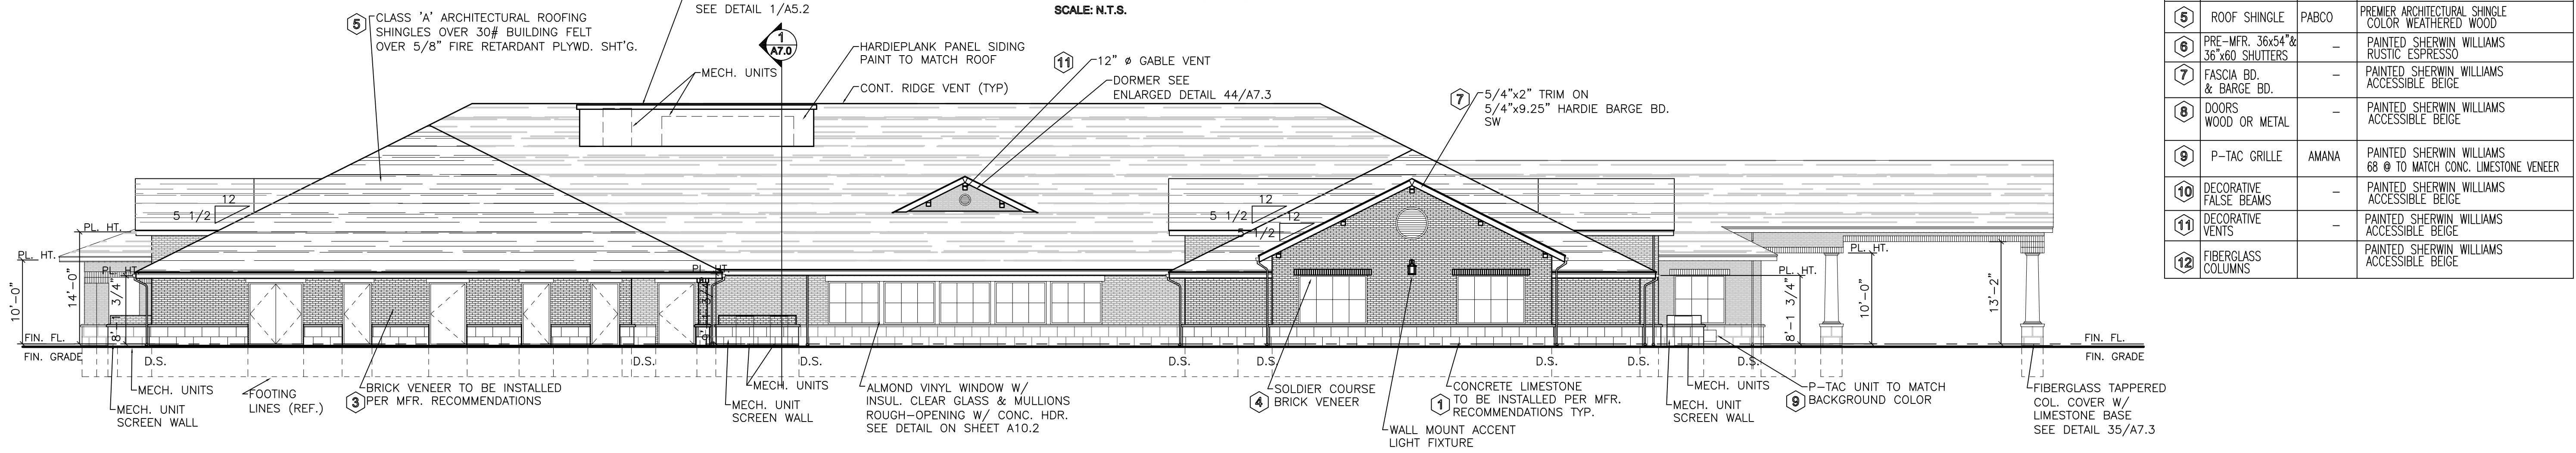 SEE DETAIL 1/A5.2
SCALE: N.T.S.
5
CLASS 'A' ARCHITECTURAL ROOFING
SHINGLES OVER 30# BUILDING FELT
OVER 5/8" FIRE RETARDANT PLYWD. SHT'G.
1
A7.0
MECH. UNITS
HARDIEPLANK PANEL SIDING
PAINT TO MATCH ROOF
11
12" ø GABLE VENT
DORMER SEE
ENLARGED DETAIL 44/A7.3
CONT. RIDGE VENT (TYP)
7
5/4"x2" TRIM ON
5/4"x9.25" HARDIE BARGE BD.
SW
12
5 1/2
12
5 1/2
12
5 1/2
PL. HT.
PL. HT.
PL. HT.
PL. HT.
PL. HT.
PL. HT.
10'-0"
14'-0"
8'-1 3/4"
8'-1 3/4"
8'-1 3/4"
10'-0"
13'-2"
FIN. FL.
FIN. GRADE
FIN. FL.
FIN. GRADE
D.S.
D.S.
D.S.
D.S.
D.S.
D.S.
D.S.
D.S.
MECH. UNITS
MECH. UNIT
SCREEN WALL
FOOTING
LINES (REF.)
3
BRICK VENEER TO BE INSTALLED
PER MFR. RECOMMENDATIONS
MECH. UNITS
MECH. UNIT
SCREEN WALL
ALMOND VINYL WINDOW W/
INSUL. CLEAR GLASS & MULLIONS
ROUGH-OPENING W/ CONC. HDR.
SEE DETAIL ON SHEET A10.2
4
SOLDIER COURSE
BRICK VENEER
WALL MOUNT ACCENT
LIGHT FIXTURE
1
CONCRETE LIMESTONE
TO BE INSTALLED PER MFR.
RECOMMENDATIONS TYP.
MECH. UNITS
MECH. UNIT
SCREEN WALL
9
P-TAC UNIT TO MATCH
BACKGROUND COLOR
FIBERGLASS TAPPERED
COL. COVER W/
LIMESTONE BASE
SEE DETAIL 35/A7.3
5 ROOF SHINGLE PABCO PREMIER ARCHITECTURAL SHINGLE
COLOR WEATHERED WOOD
6 PRE-MFR. 36x54"& - PAINTED SHERWIN WILLIAMS
36"x60 SHUTTERS RUSTIC ESPRESSO
7 FASCIA BD. - PAINTED SHERWIN WILLIAMS
& BARGE BD. ACCESSIBLE BEIGE
8 DOORS - PAINTED SHERWIN WILLIAMS
WOOD OR METAL ACCESSIBLE BEIGE
9 P-TAC GRILLE AMANA PAINTED SHERWIN WILLIAMS
68 @ TO MATCH CONC. LIMESTONE VENEER
10 DECORATIVE - PAINTED SHERWIN WILLIAMS
FALSE BEAMS ACCESSIBLE BEIGE
11 DECORATIVE - PAINTED SHERWIN WILLIAMS
VENTS ACCESSIBLE BEIGE
12 FIBERGLASS PAINTED SHERWIN WILLIAMS
COLUMNS ACCESSIBLE BEIGE